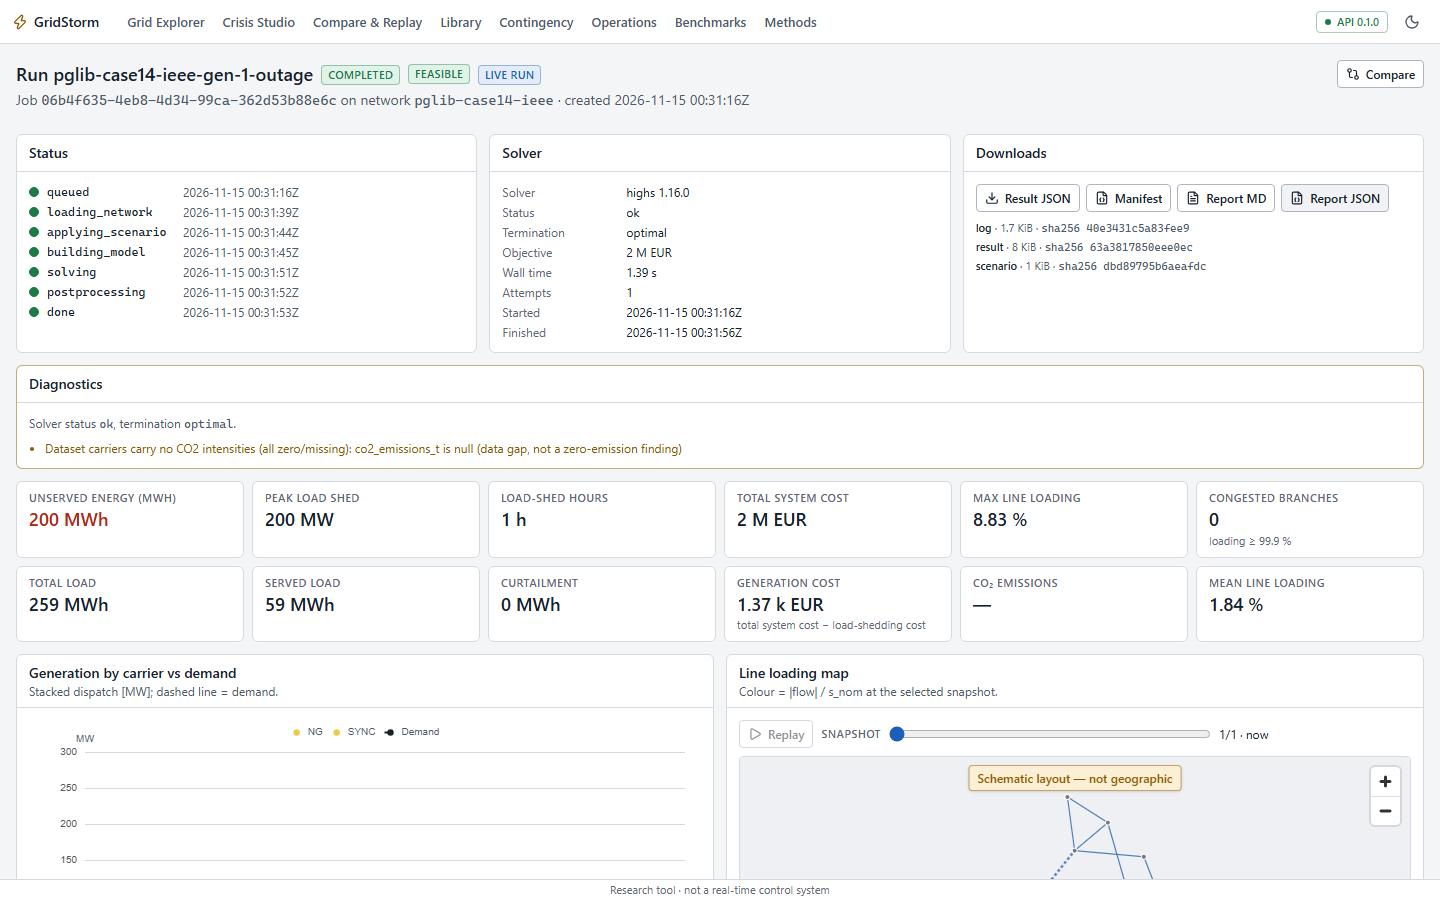 GridStorm Grid Explorer Crisis Studio Compare & Replay Library Contingency Operations Benchmarks Methods API 0.1.0
Run pglib-case14-ieee-gen-1-outage COMPLETED FEASIBLE LIVE RUN Compare
Job 06b4f635-4eb8-4d34-99ca-362d53b88e6c on network pglib-case14-ieee · created 2026-11-15 00:31:16Z
Status
queued 2026-11-15 00:31:16Z
loading_network 2026-11-15 00:31:39Z
applying_scenario 2026-11-15 00:31:44Z
building_model 2026-11-15 00:31:45Z
solving 2026-11-15 00:31:51Z
postprocessing 2026-11-15 00:31:52Z
done 2026-11-15 00:31:53Z
Solver
Solver highs 1.16.0
Status ok
Termination optimal
Objective 2 M EUR
Wall time 1.39 s
Attempts 1
Started 2026-11-15 00:31:16Z
Finished 2026-11-15 00:31:56Z
Downloads
Result JSON Manifest Report MD Report JSON
log · 1.7 KiB · sha256 40e3431c5a83fee9
result · 8 KiB · sha256 63a3817850eee0ec
scenario · 1 KiB · sha256 dbd89795b6aeafdc
Diagnostics
Solver status ok, termination optimal.
• Dataset carriers carry no CO2 intensities (all zero/missing): co2_emissions_t is null (data gap, not a zero-emission finding)
UNSERVED ENERGY (MWH)
200 MWh
PEAK LOAD SHED
200 MW
LOAD-SHED HOURS
1 h
TOTAL SYSTEM COST
2 M EUR
MAX LINE LOADING
8.83 %
CONGESTED BRANCHES
0
loading ≥ 99.9 %
TOTAL LOAD
259 MWh
SERVED LOAD
59 MWh
CURTAILMENT
0 MWh
GENERATION COST
1.37 k EUR
total system cost − load-shedding cost
CO₂ EMISSIONS
—
MEAN LINE LOADING
1.84 %
Generation by carrier vs demand
Stacked dispatch [MW]; dashed line = demand.
NG SYNC Demand
MW
300
250
200
150
Line loading map
Colour = |flow| / s_nom at the selected snapshot.
Replay SNAPSHOT 1/1 · now
Schematic layout — not geographic
+
−
Research tool · not a real-time control system